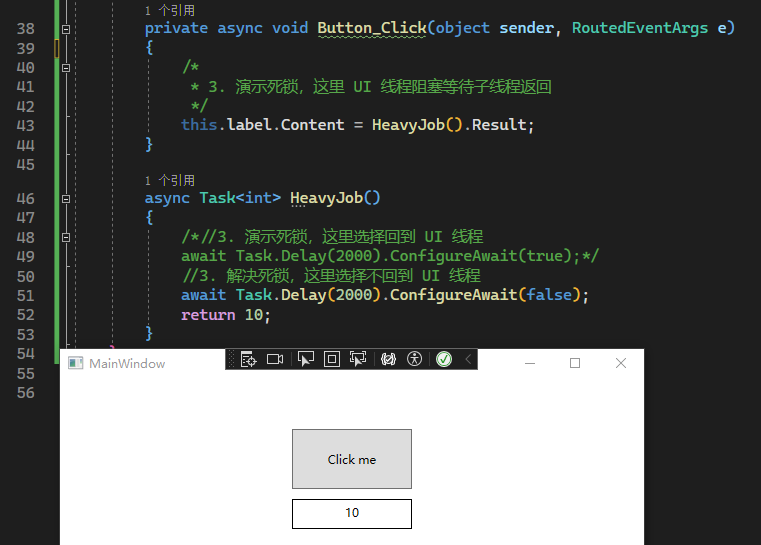 1 个引用
38 private async void Button_Click(object sender, RoutedEventArgs e)
39 {
40 /*
41 * 3. 演示死锁，这里 UI 线程阻塞等待子线程返回
42 */
43 this.label.Content = HeavyJob().Result;
44 }
45
1 个引用
46 async Task<int> HeavyJob()
47 {
48 /*//3. 演示死锁，这里选择回到 UI 线程
49 await Task.Delay(2000).ConfigureAwait(true);*/
50 //3. 解决死锁，这里选择不回到 UI 线程
51 await Task.Delay(2000).ConfigureAwait(false);
52 return 10;
53 }
54
55
56
MainWindow
Click me
10